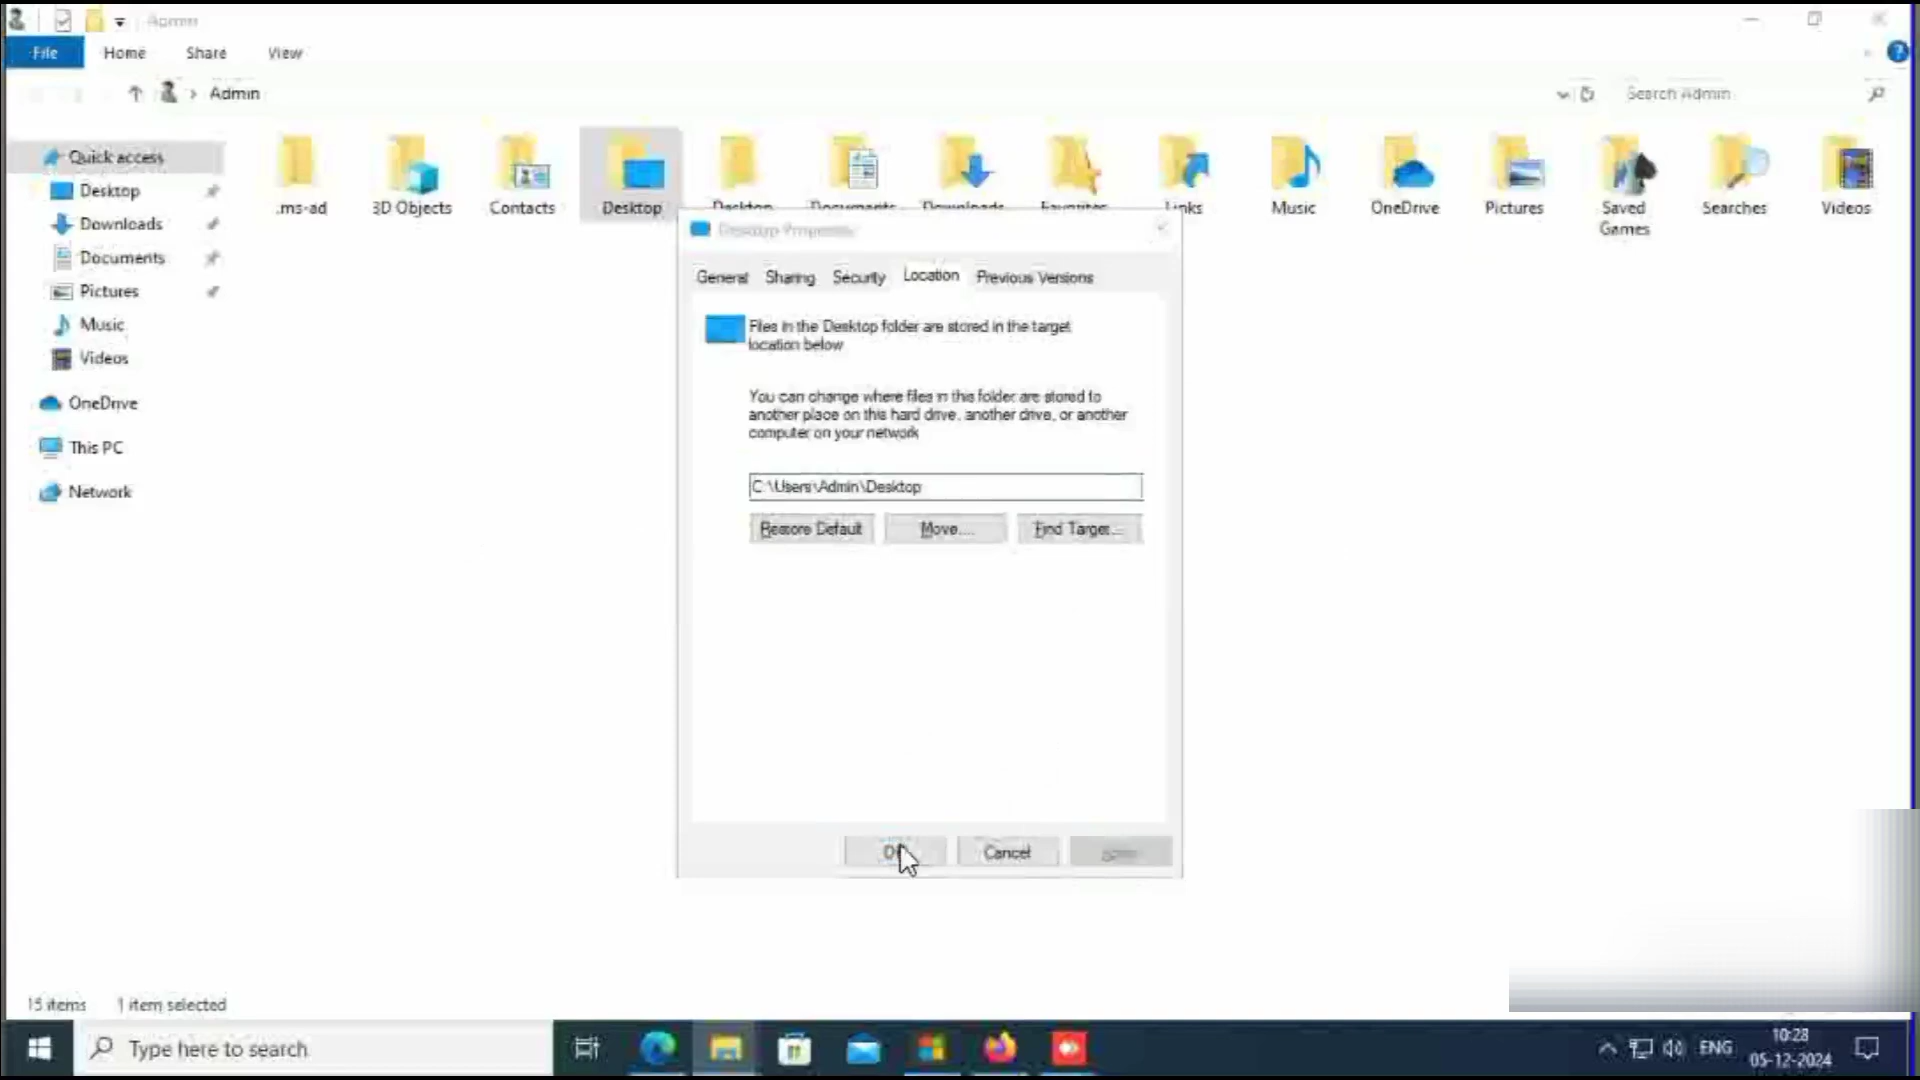 Admin
File Home Share View
Admin
Search Admin
Quick access
Desktop
Downloads
Documents
Pictures
Music
Videos
OneDrive
This PC
Network
.ms-ad
3D Objects
Contacts
Desktop
Desktop
Documents
Downloads
Favorites
Links
Music
OneDrive
Pictures
Saved
Games
Searches
Videos
Desktop Properties
General Sharing Security Location Previous Versions
Files in the Desktop folder are stored in the target
location below
You can change where files in this folder are stored to
another place on this hard drive, another drive, or another
computer on your network
C:\Users\Admin\Desktop
Restore Default Move... Find Target...
Cancel
15 items 1 item selected
Type here to search
ENG
10:28
05-12-2024